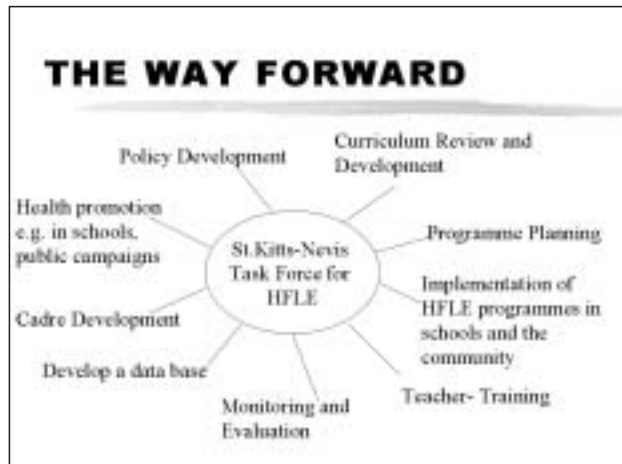 THE WAY FORWARD
Policy Development
Curriculum Review and
Development
Health promotion
e.g. in schools,
public campaigns
St.Kitts-Nevis
Task Force for
HFLE
Programme Planning
Implementation of
HFLE programmes in
schools and the
community
Cadre Development
Develop a data base
Monitoring and
Evaluation
Teacher- Training